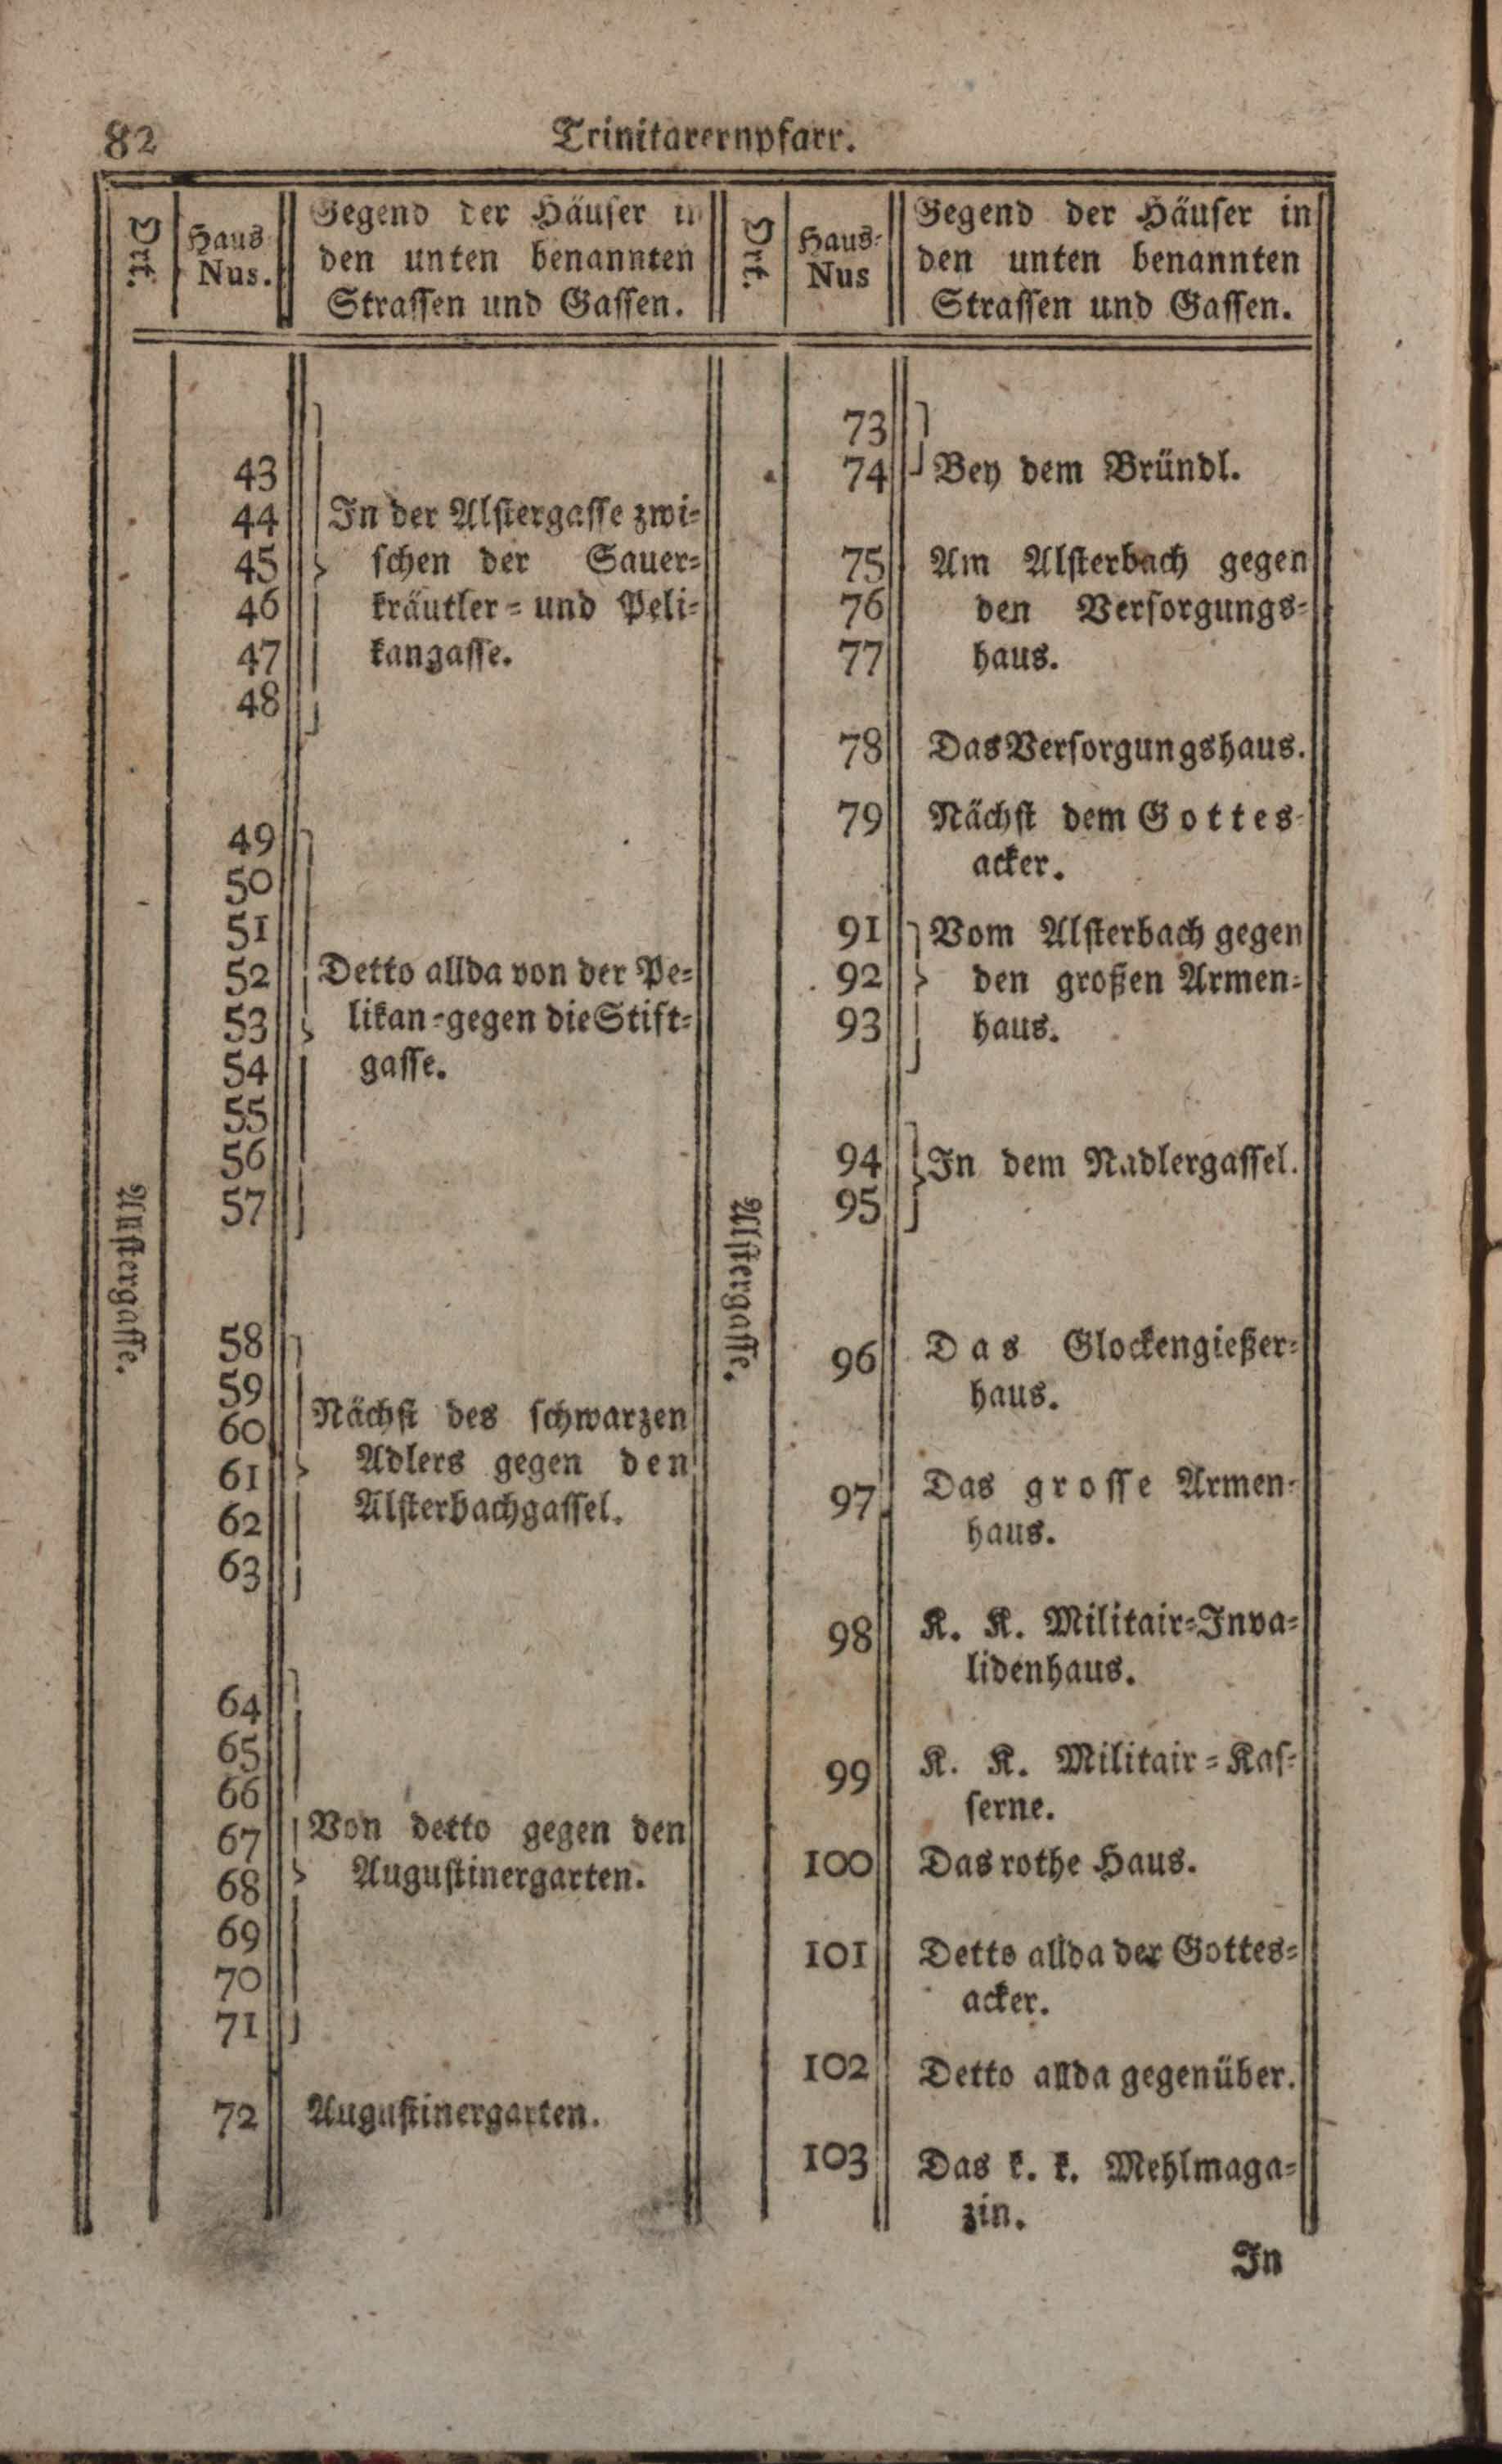 82
Trinitarernpfarr.
Ort.
Haus
Nus.
Gegend der Häuser in
den unten benannten
Strassen und Gassen.
Ort.
Haus-
Nus
Gegend der Häuser in
den unten benannten
Strassen und Gassen.
Alstergasse.
43
44
45
46
47
48
In der Alstergasse zwi-
schen der Sauer-
kräutler- und Peli-
kangasse.
49
50
51
52
53
54
55
56
57
Detto allda von der Pe-
likan-gegen die Stift-
gasse.
58
59
60
61
62
63
Nächst des schwarzen
Adlers gegen den
Alsterbachgassel.
64
65
66
67
68
69
70
71
Von detto gegen den
Augustinergarten.
72 Augustinergarten.
Alstergasse.
73
74 Bey dem Bründl.
75 Am Alsterbach gegen
76 den Versorgungs-
77 haus.
78 Das Versorgungshaus.
79 Nächst dem Gottes-
acker.
91 Vom Alsterbach gegen
92 den großen Armen-
93 haus.
94 In dem Nadlergassel.
95
96 Das Glockengießer-
haus.
97 Das grosse Armen-
haus.
98 K. K. Militair-Inva-
lidenhaus.
99 K. K. Militair-Kas-
serne.
100 Das rothe Haus.
101 Detto allda der Gottes-
acker.
102 Detto allda gegenüber.
103 Das k. k. Mehlmaga-
zin.
In